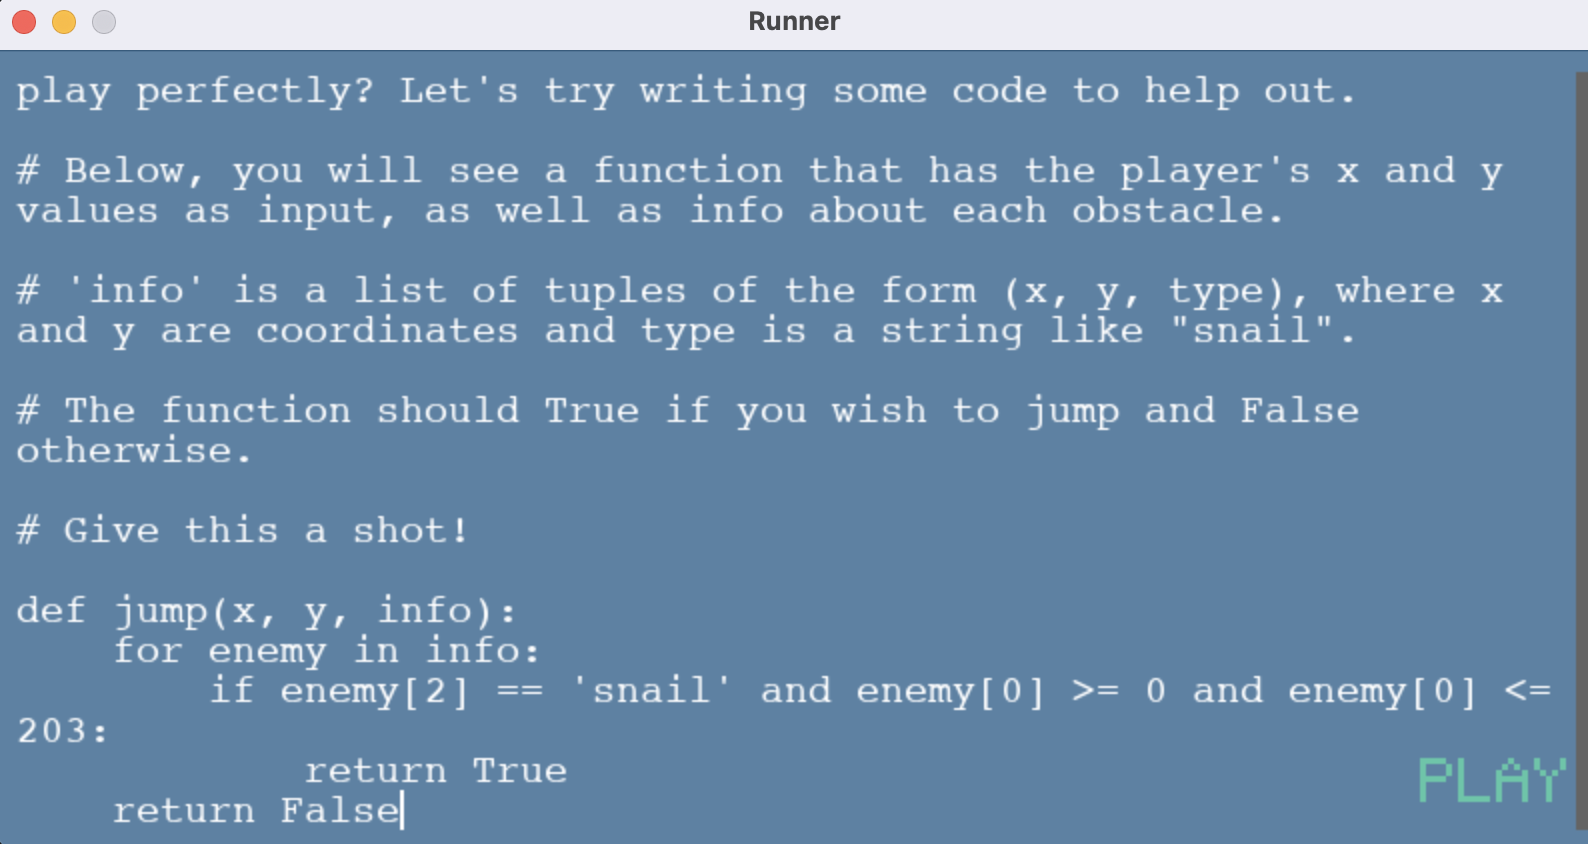 Runner
play perfectly? Let's try writing some code to help out.
# Below, you will see a function that has the player's x and y
values as input, as well as info about each obstacle.
# 'info' is a list of tuples of the form (x, y, type), where x
and y are coordinates and type is a string like "snail".
# The function should True if you wish to jump and False
otherwise.
# Give this a shot!
def jump(x, y, info):
    for enemy in info:
        if enemy[2] == 'snail' and enemy[0] >= 0 and enemy[0] <=
203:
            return True
    return False
PLAY